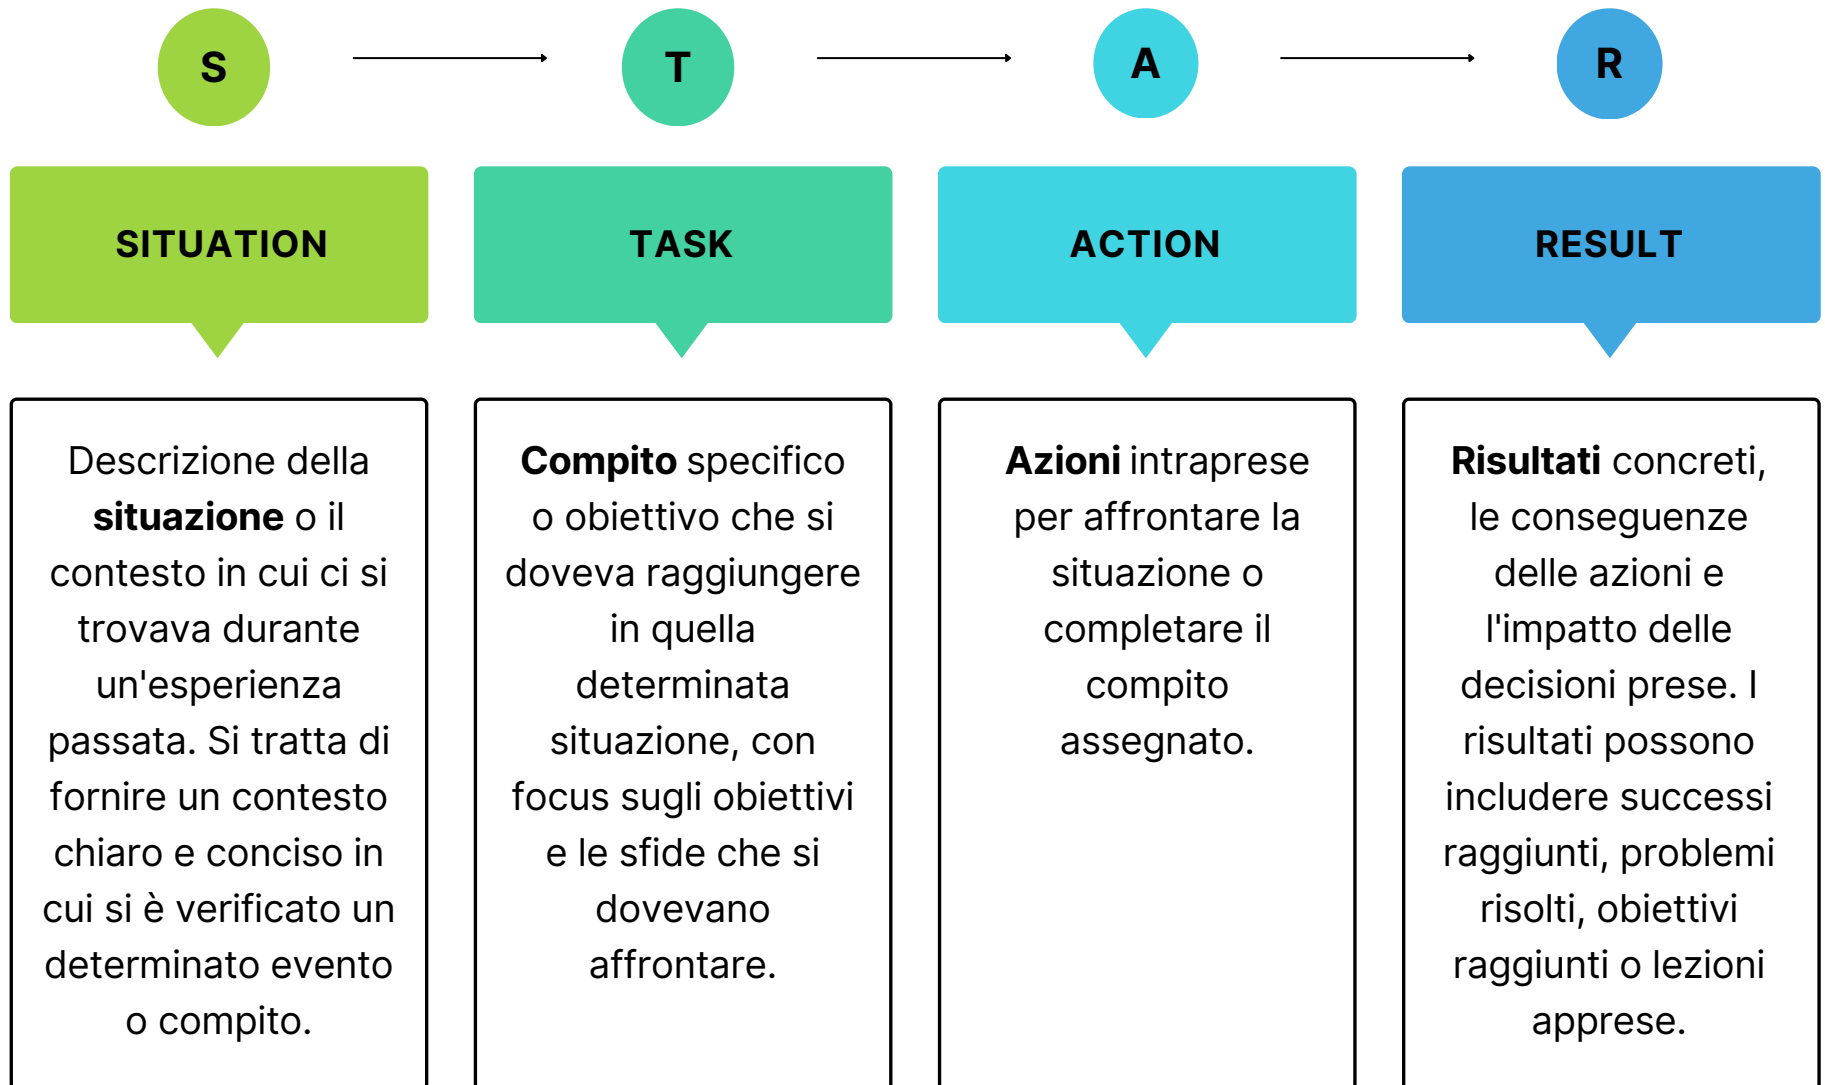 S
T
A
R
SITUATION
TASK
ACTION
RESULT
Descrizione della
situazione o il
contesto in cui ci si
trovava durante
un'esperienza
passata. Si tratta di
fornire un contesto
chiaro e conciso in
cui si è verificato un
determinato evento
o compito.
Compito specifico
o obiettivo che si
doveva raggiungere
in quella
determinata
situazione, con
focus sugli obiettivi
e le sfide che si
dovevano
affrontare.
Azioni intraprese
per affrontare la
situazione o
completare il
compito
assegnato.
Risultati concreti,
le conseguenze
delle azioni e
l'impatto delle
decisioni prese. I
risultati possono
includere successi
raggiunti, problemi
risolti, obiettivi
raggiunti o lezioni
apprese.